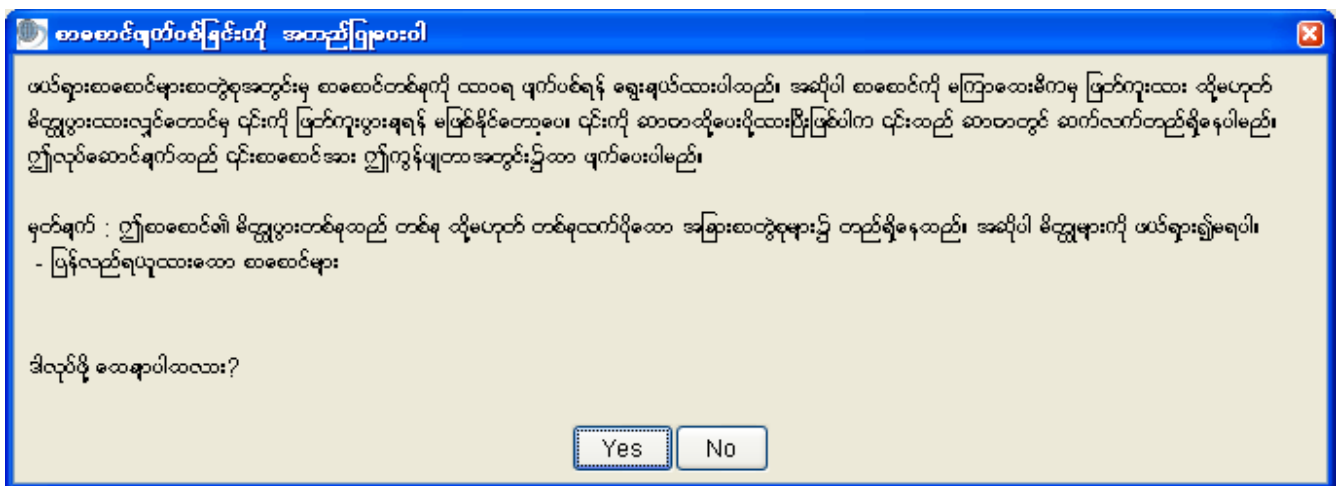 စာစောင်ဖျတ်ပစ်ခြင်းကို အတည်ပြုပေးပါ
ဖယ်ရှားစာစောင်များစာတွဲစုအတွင်းမှ စာစောင်တစ်ခုကို ထာဝရ ဖျက်ပစ်ရန် ရွေးချယ်ထားပါသည်။ အဆိုပါ စာစောင်ကို မကြာသေးမီကမှ ဖြတ်ကူးထား သို့မဟုတ်
မိတ္တူပွားထားလျှင်တောင်မှ ၎င်းကို ဖြတ်ကူးပွားချရန် မဖြစ်နိုင်တော့ပေ။ ၎င်းကို ဆာဗာသို့ပေးပို့ထားပြီးဖြစ်ပါက ၎င်းသည် ဆာဗာတွင် ဆက်လက်တည်ရှိနေပါမည်။
ဤလုပ်ဆောင်ချက်သည် ၎င်းစာစောင်အား ဤကွန်ပျူတာအတွင်း၌သာ ဖျက်ပေးပါမည်။
မှတ်ချက် : ဤစာစောင်၏ မိတ္တူပွားတစ်ခုသည် တစ်ခု သို့မဟုတ် တစ်ခုထက်ပိုသော အခြားစာတွဲစုများ၌ တည်ရှိနေသည်။ အဆိုပါ မိတ္တူများကို ဖယ်ရှား၍မရပါ။
- ပြန်လည်ရယူထားသော စာစောင်များ
ဒါလုပ်ဖို့ သေချာပါသလား?
Yes No